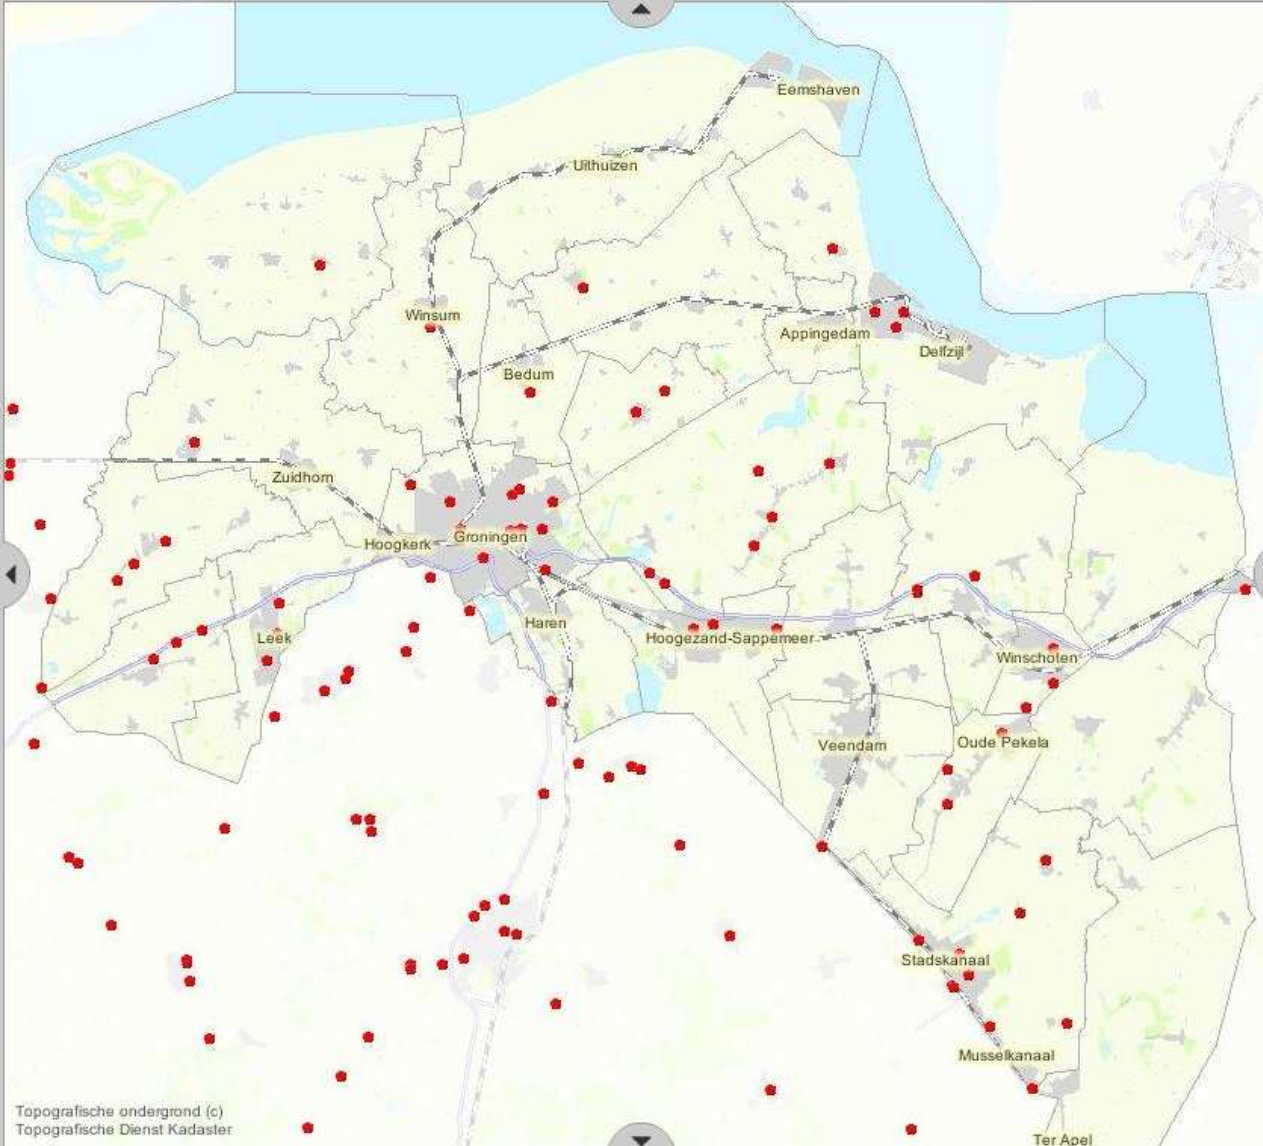 Eemshaven
Uithuizen
Winsum
Appingedam
Delfzijl
Bedum
Zuidhorn
Groningen
Hoogkerk
Haren
Leek
Hoogezand-Sappemeer
Winschoten
Veendam
Oude Pekela
Stadskanaal
Musselkanaal
Topografische ondergrond (c)
Topografische Dienst Kadaster
Ter Apel